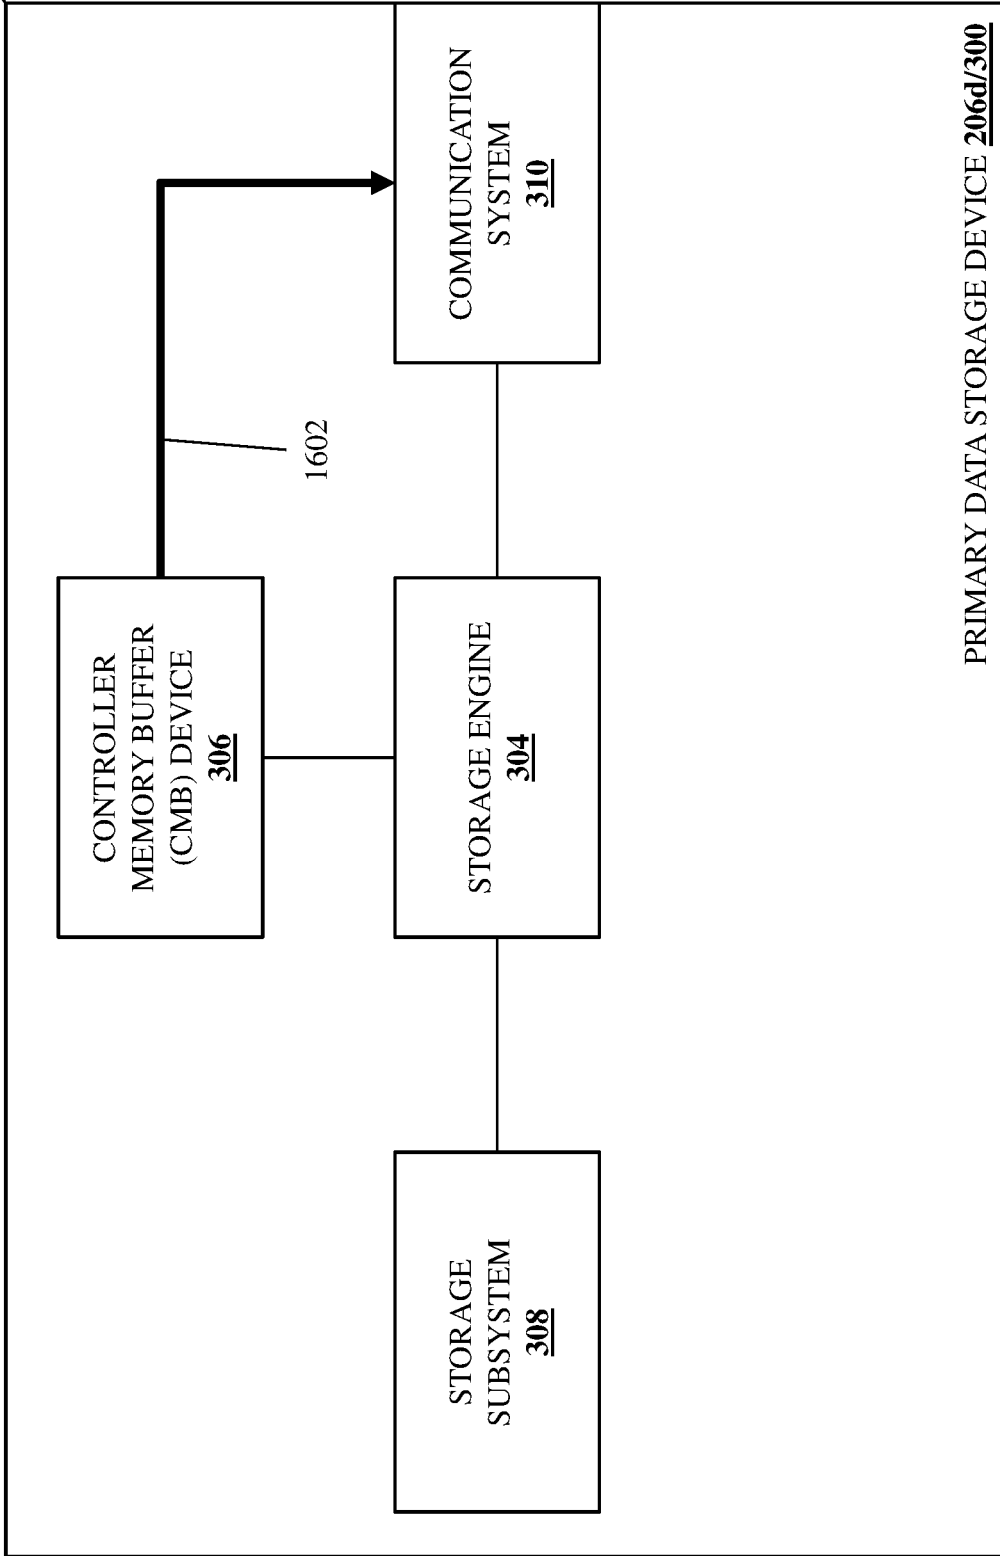 CONTROLLER
MEMORY BUFFER
(CMB) DEVICE
306
1602
STORAGE
SUBSYSTEM
308
STORAGE ENGINE
304
COMMUNICATION
SYSTEM
310
PRIMARY DATA STORAGE DEVICE 206d/300